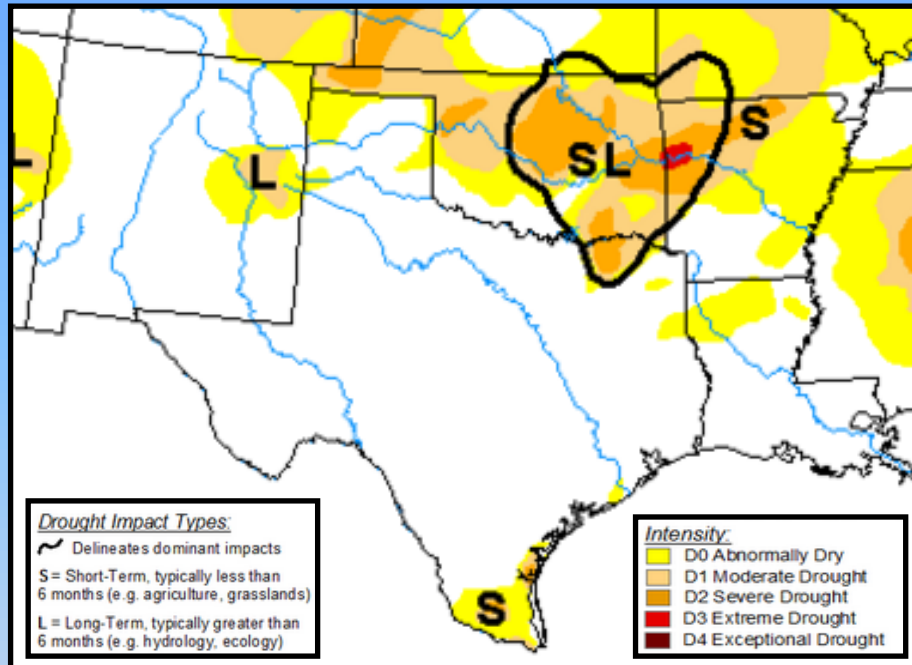 S
L
L
SL
S
Drought Impact Types:
Delineates dominant impacts
S = Short-Term, typically less than
6 months (e.g. agriculture, grasslands)
L = Long-Term, typically greater than
6 months (e.g. hydrology, ecology)
Intensity:
D0 Abnormally Dry
D1 Moderate Drought
D2 Severe Drought
D3 Extreme Drought
D4 Exceptional Drought